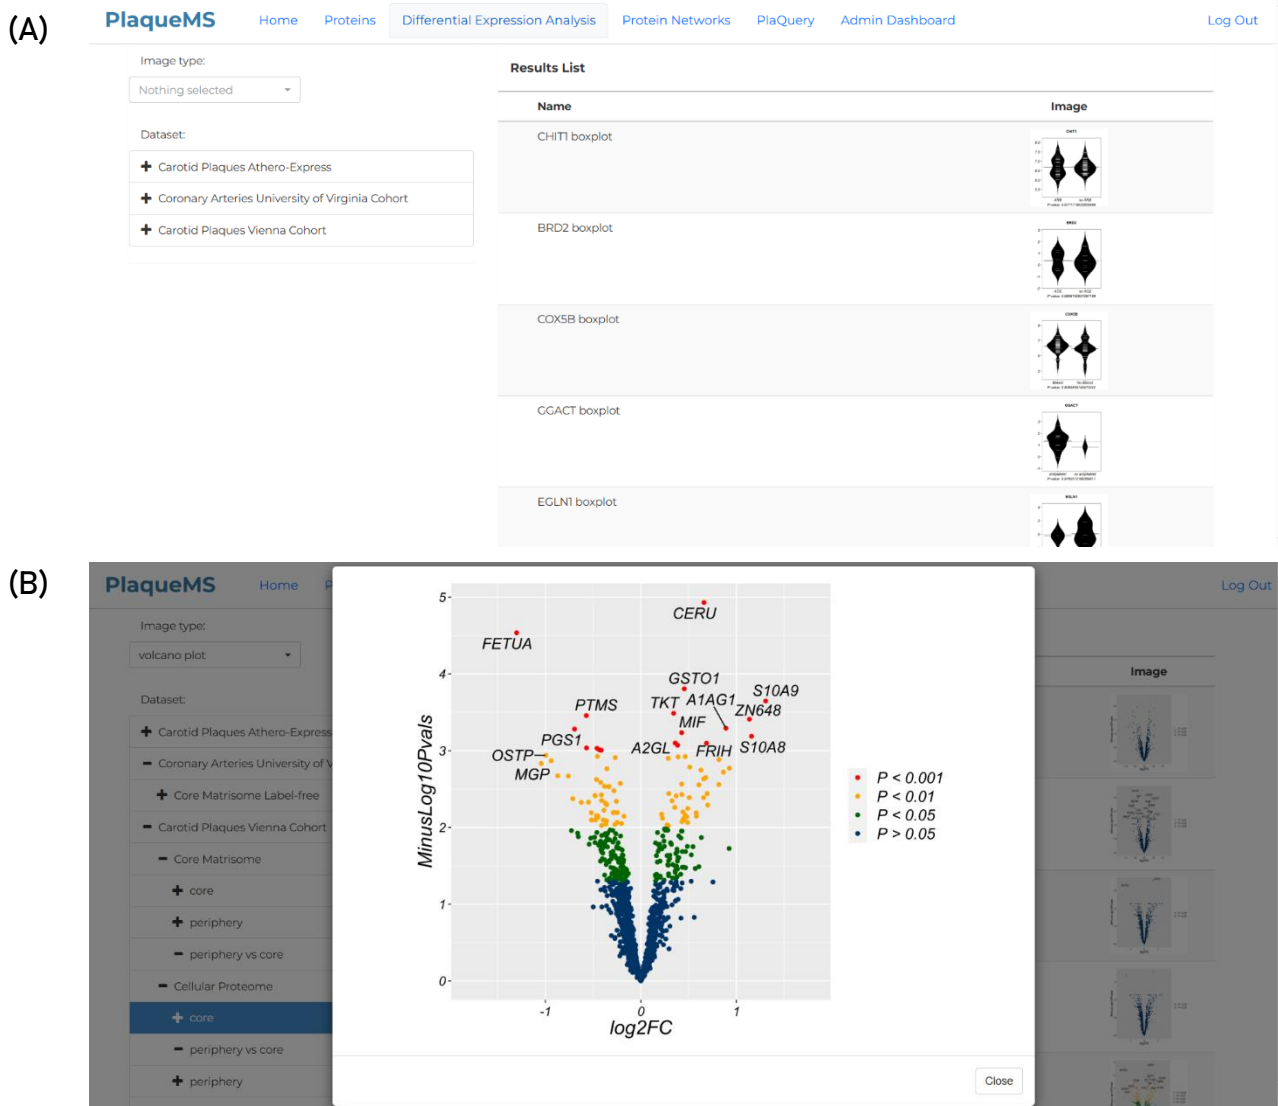 (A)
PlaqueMS Home Proteins Differential Expression Analysis Protein Networks PlaQuery Admin Dashboard Log Out
Image type:
Nothing selected
Dataset:
Carotid Plaques Athero-Express
Coronary Arteries University of Virginia Cohort
Carotid Plaques Vienna Cohort
Results List
Name Image
CHIT1 boxplot
CHIT1
BRD2 boxplot
BRD2
COX5B boxplot
COX5B
GGACT boxplot
GGACT
EGLN1 boxplot
EGLN1
(B)
PlaqueMS Home P Log Out
Image type:
volcano plot
Dataset:
Carotid Plaques Athero-Express
Coronary Arteries University of V
Core Matrisome Label-free
Carotid Plaques Vienna Cohort
Core Matrisome
core
periphery
periphery vs core
Cellular Proteome
core
periphery vs core
periphery
MinusLog10Pvals
5
4
3
2
1
0
-1 0 1
log2FC
CERU
FETUA
GSTO1
S10A9
PTMS
TKT
A1AG1
ZN648
MIF
PGS1
A2GL
FRIH
S10A8
OSTP
MGP
P < 0.001
P < 0.01
P < 0.05
P > 0.05
Close
Image